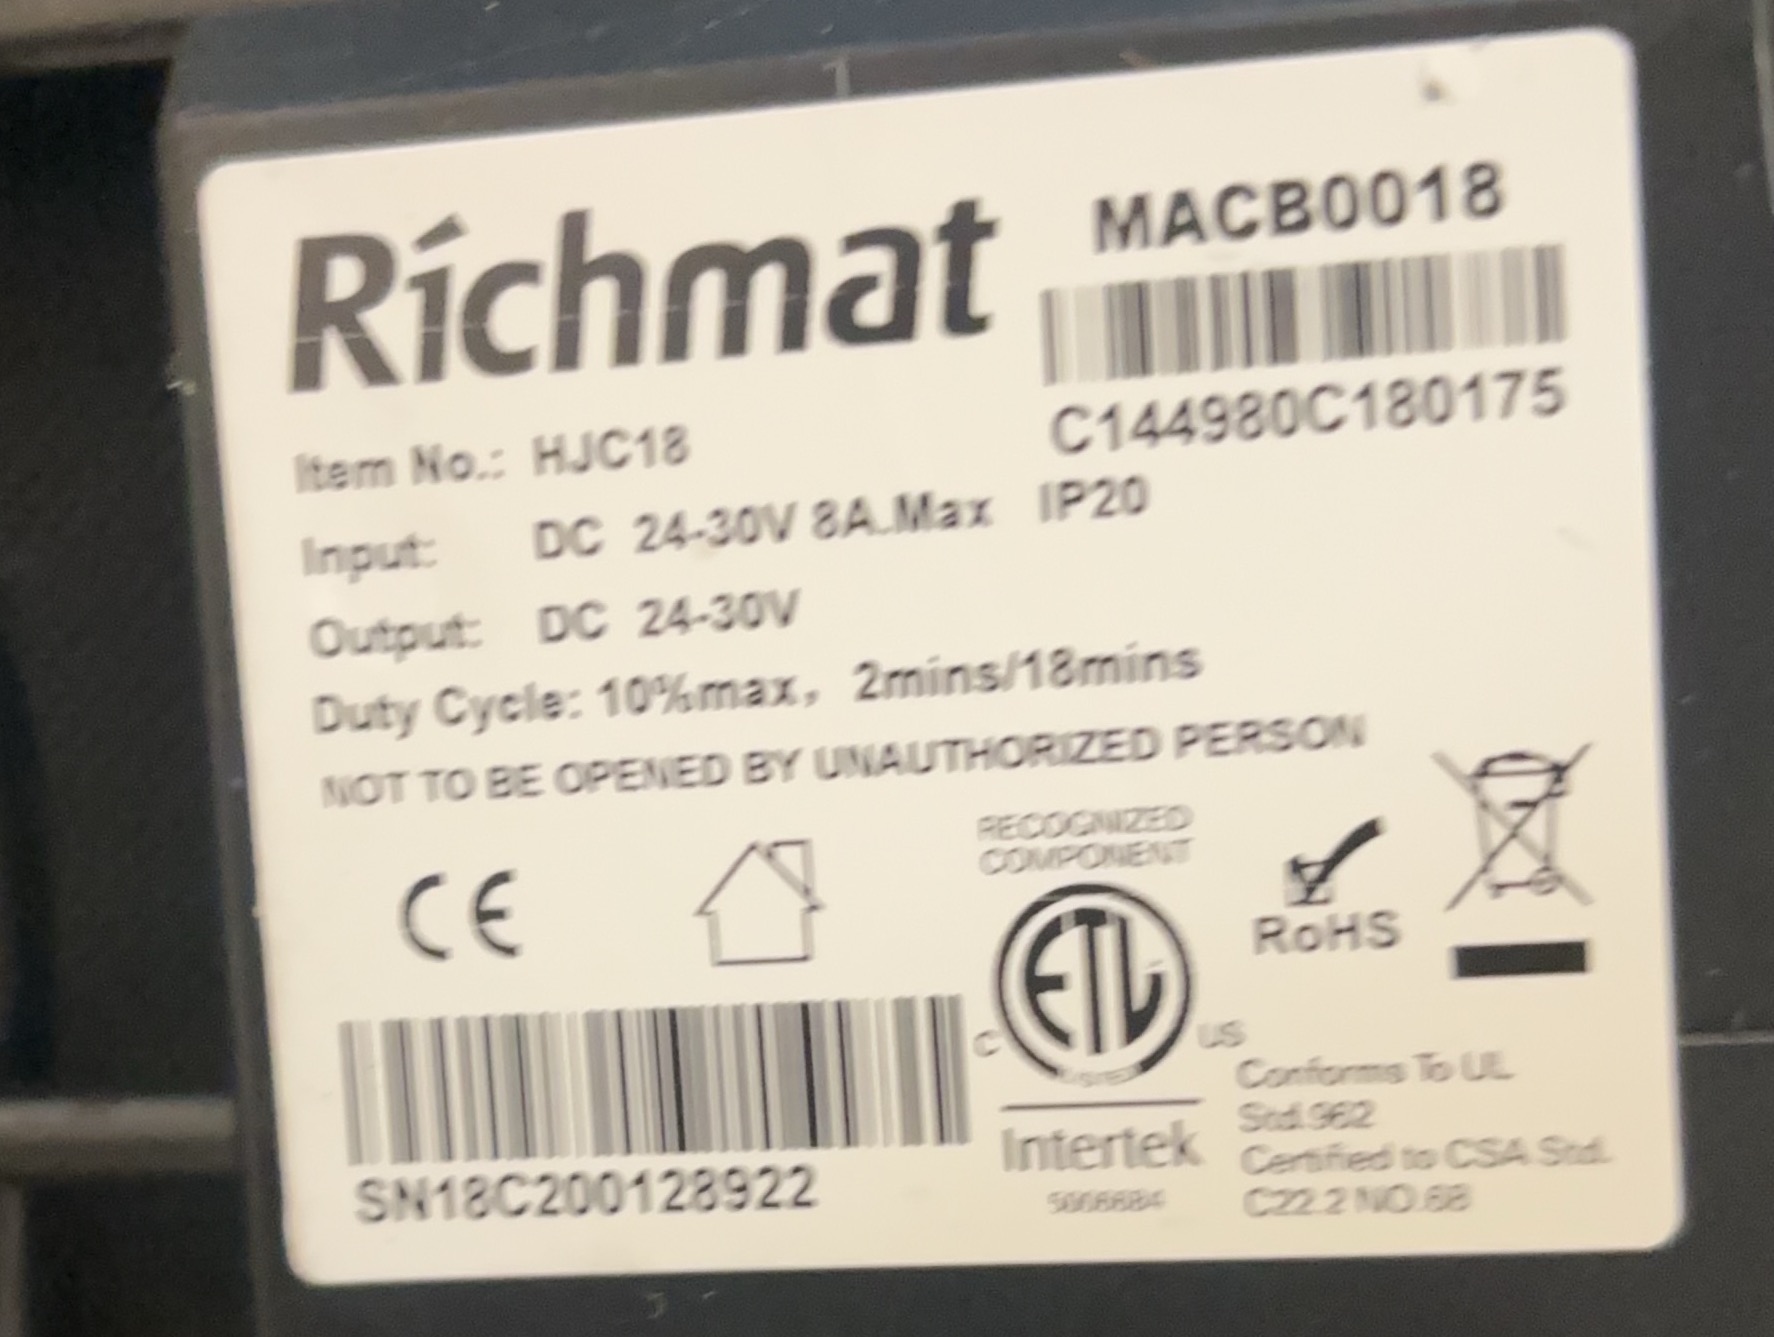 Richmat
MACB0018
C144980C180175
Item No.: HJC18
Input: DC 24-30V 8A.Max IP20
Output: DC 24-30V
Duty Cycle: 10%max, 2mins/18mins
NOT TO BE OPENED BY UNAUTHORIZED PERSON
CE
RECOGNIZED
COMPONENT
ETL
C US
Intertek
RoHS
Conforms To UL
Std.962
Certified to CSA Std.
C22.2 NO.68
SN18C200128922